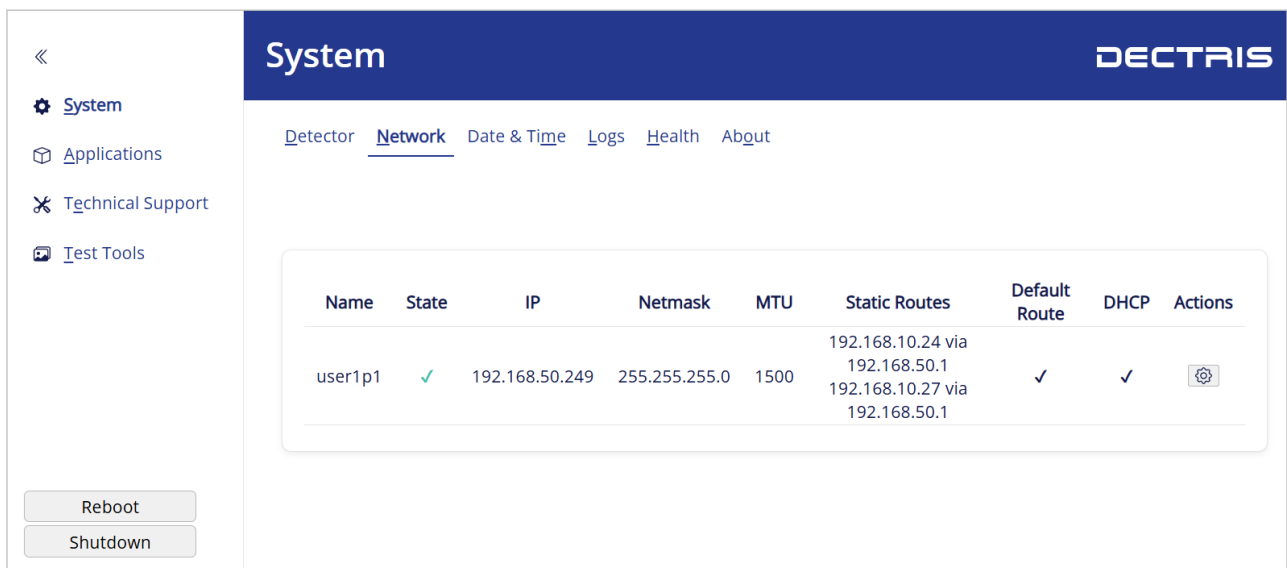 System
DECTRIS
System
Applications
Technical Support
Test Tools
Detector Network Date & Time Logs Health About
Name State IP Netmask MTU Static Routes Default Route DHCP Actions
192.168.10.24 via
192.168.50.1
user1p1 ✓ 192.168.50.249 255.255.255.0 1500 ✓ ✓
192.168.10.27 via
192.168.50.1
Reboot
Shutdown